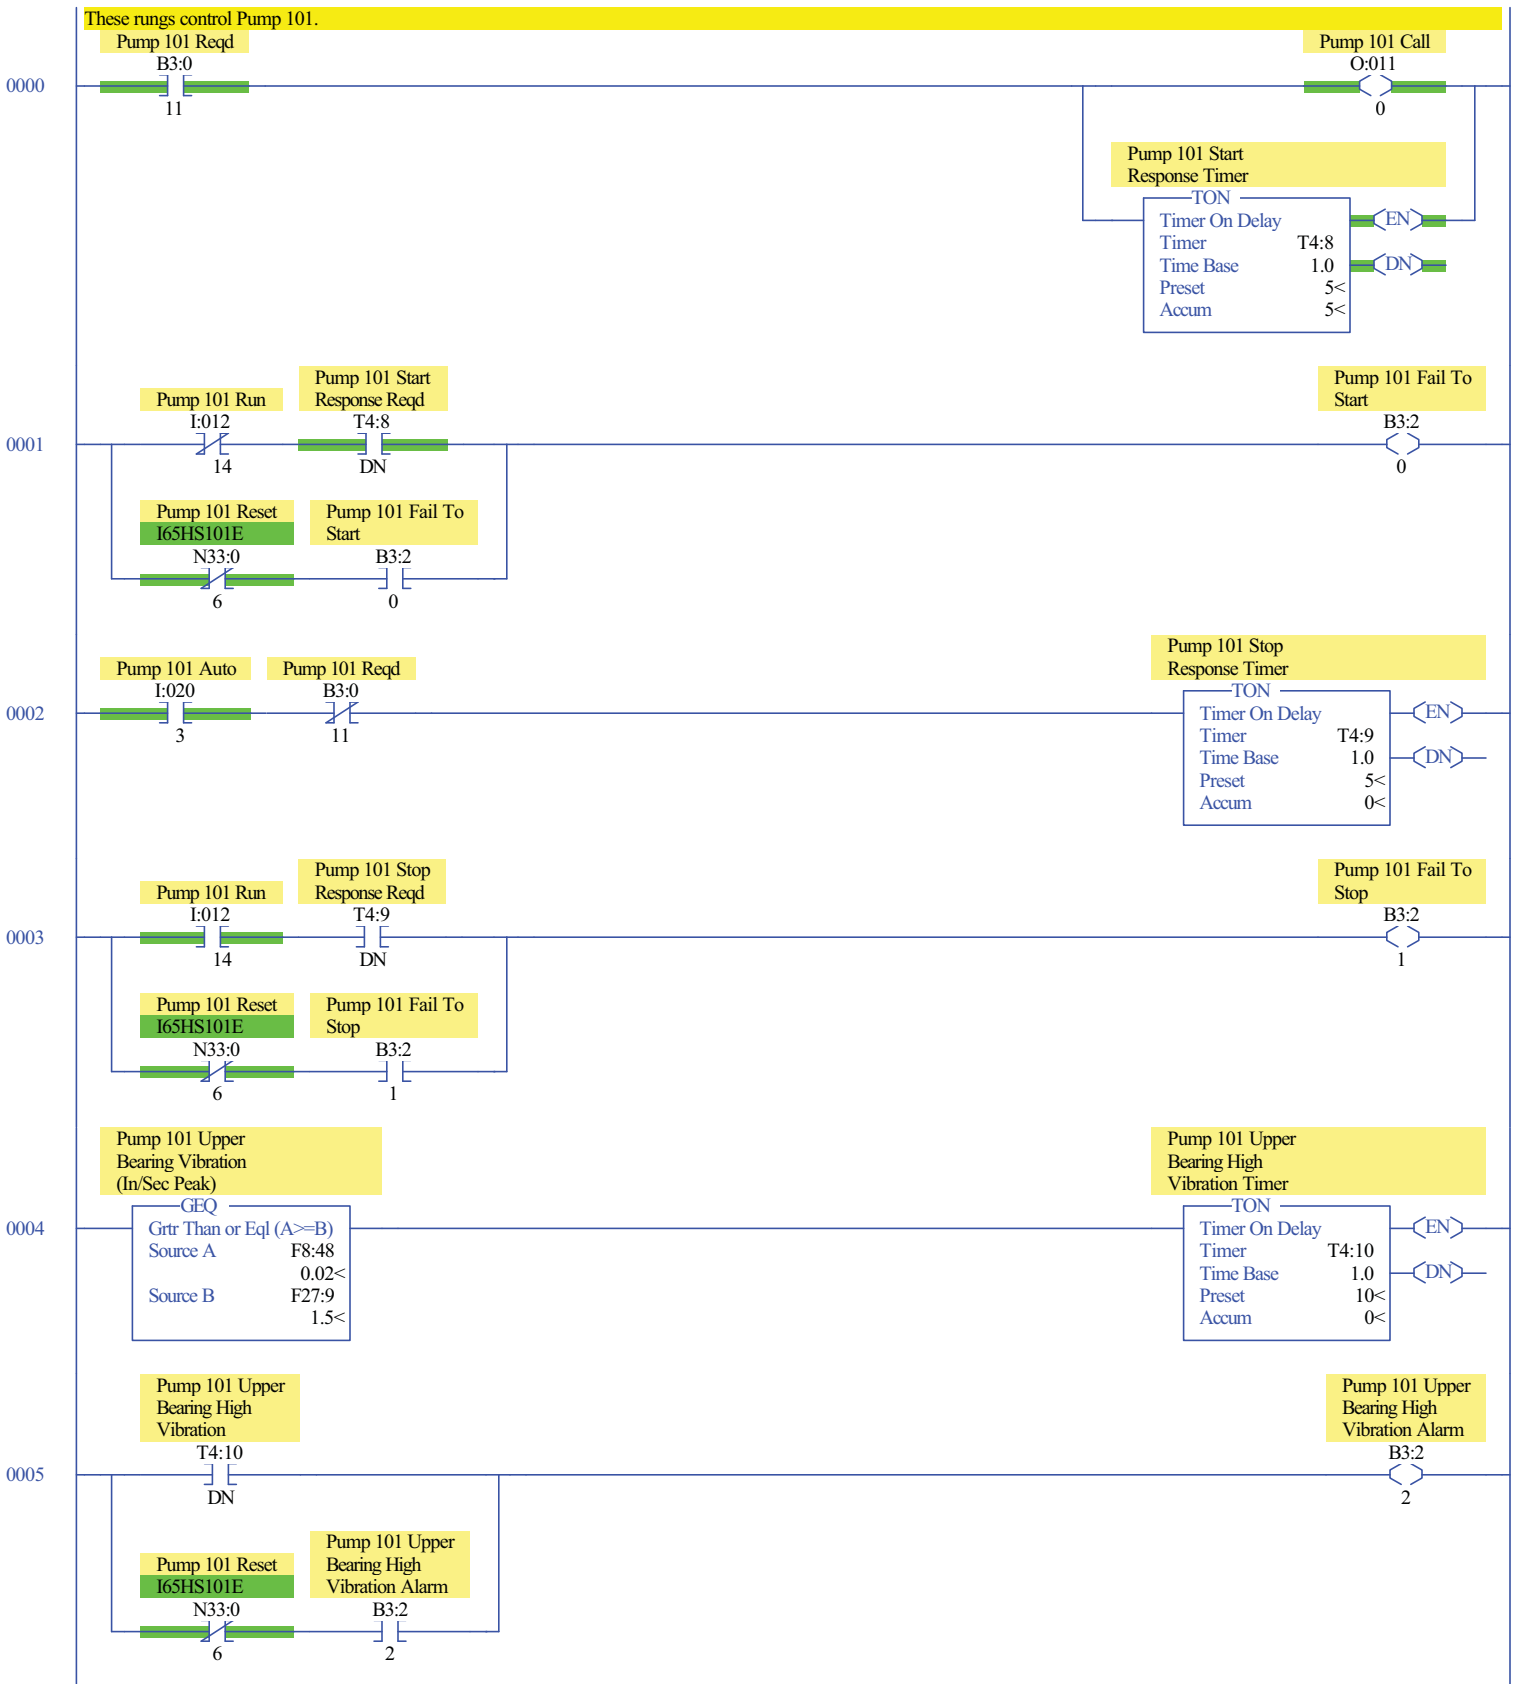 These rungs control Pump 101.
Pump 101 Reqd
B3:0
11
Pump 101 Call
O:011
0
0000
Pump 101 Start
Response Timer
TON
Timer On Delay
Timer T4:8
Time Base 1.0
Preset 5<
Accum 5<
EN
DN
0001
Pump 101 Run
I:012
14
Pump 101 Start
Response Reqd
T4:8
DN
Pump 101 Fail To
Start
B3:2
0
Pump 101 Reset
I65HS101E
N33:0
6
Pump 101 Fail To
Start
B3:2
0
0002
Pump 101 Auto
I:020
3
Pump 101 Reqd
B3:0
11
Pump 101 Stop
Response Timer
TON
Timer On Delay
Timer T4:9
Time Base 1.0
Preset 5<
Accum 0<
EN
DN
0003
Pump 101 Run
I:012
14
Pump 101 Stop
Response Reqd
T4:9
DN
Pump 101 Fail To
Stop
B3:2
1
Pump 101 Reset
I65HS101E
N33:0
6
Pump 101 Fail To
Stop
B3:2
1
0004
Pump 101 Upper
Bearing Vibration
(In/Sec Peak)
GEQ
Grtr Than or Eql (A>=B)
Source A F8:48
0.02<
Source B F27:9
1.5<
Pump 101 Upper
Bearing High
Vibration Timer
TON
Timer On Delay
Timer T4:10
Time Base 1.0
Preset 10<
Accum 0<
EN
DN
0005
Pump 101 Upper
Bearing High
Vibration
T4:10
DN
Pump 101 Upper
Bearing High
Vibration Alarm
B3:2
2
Pump 101 Reset
I65HS101E
N33:0
6
Pump 101 Upper
Bearing High
Vibration Alarm
B3:2
2